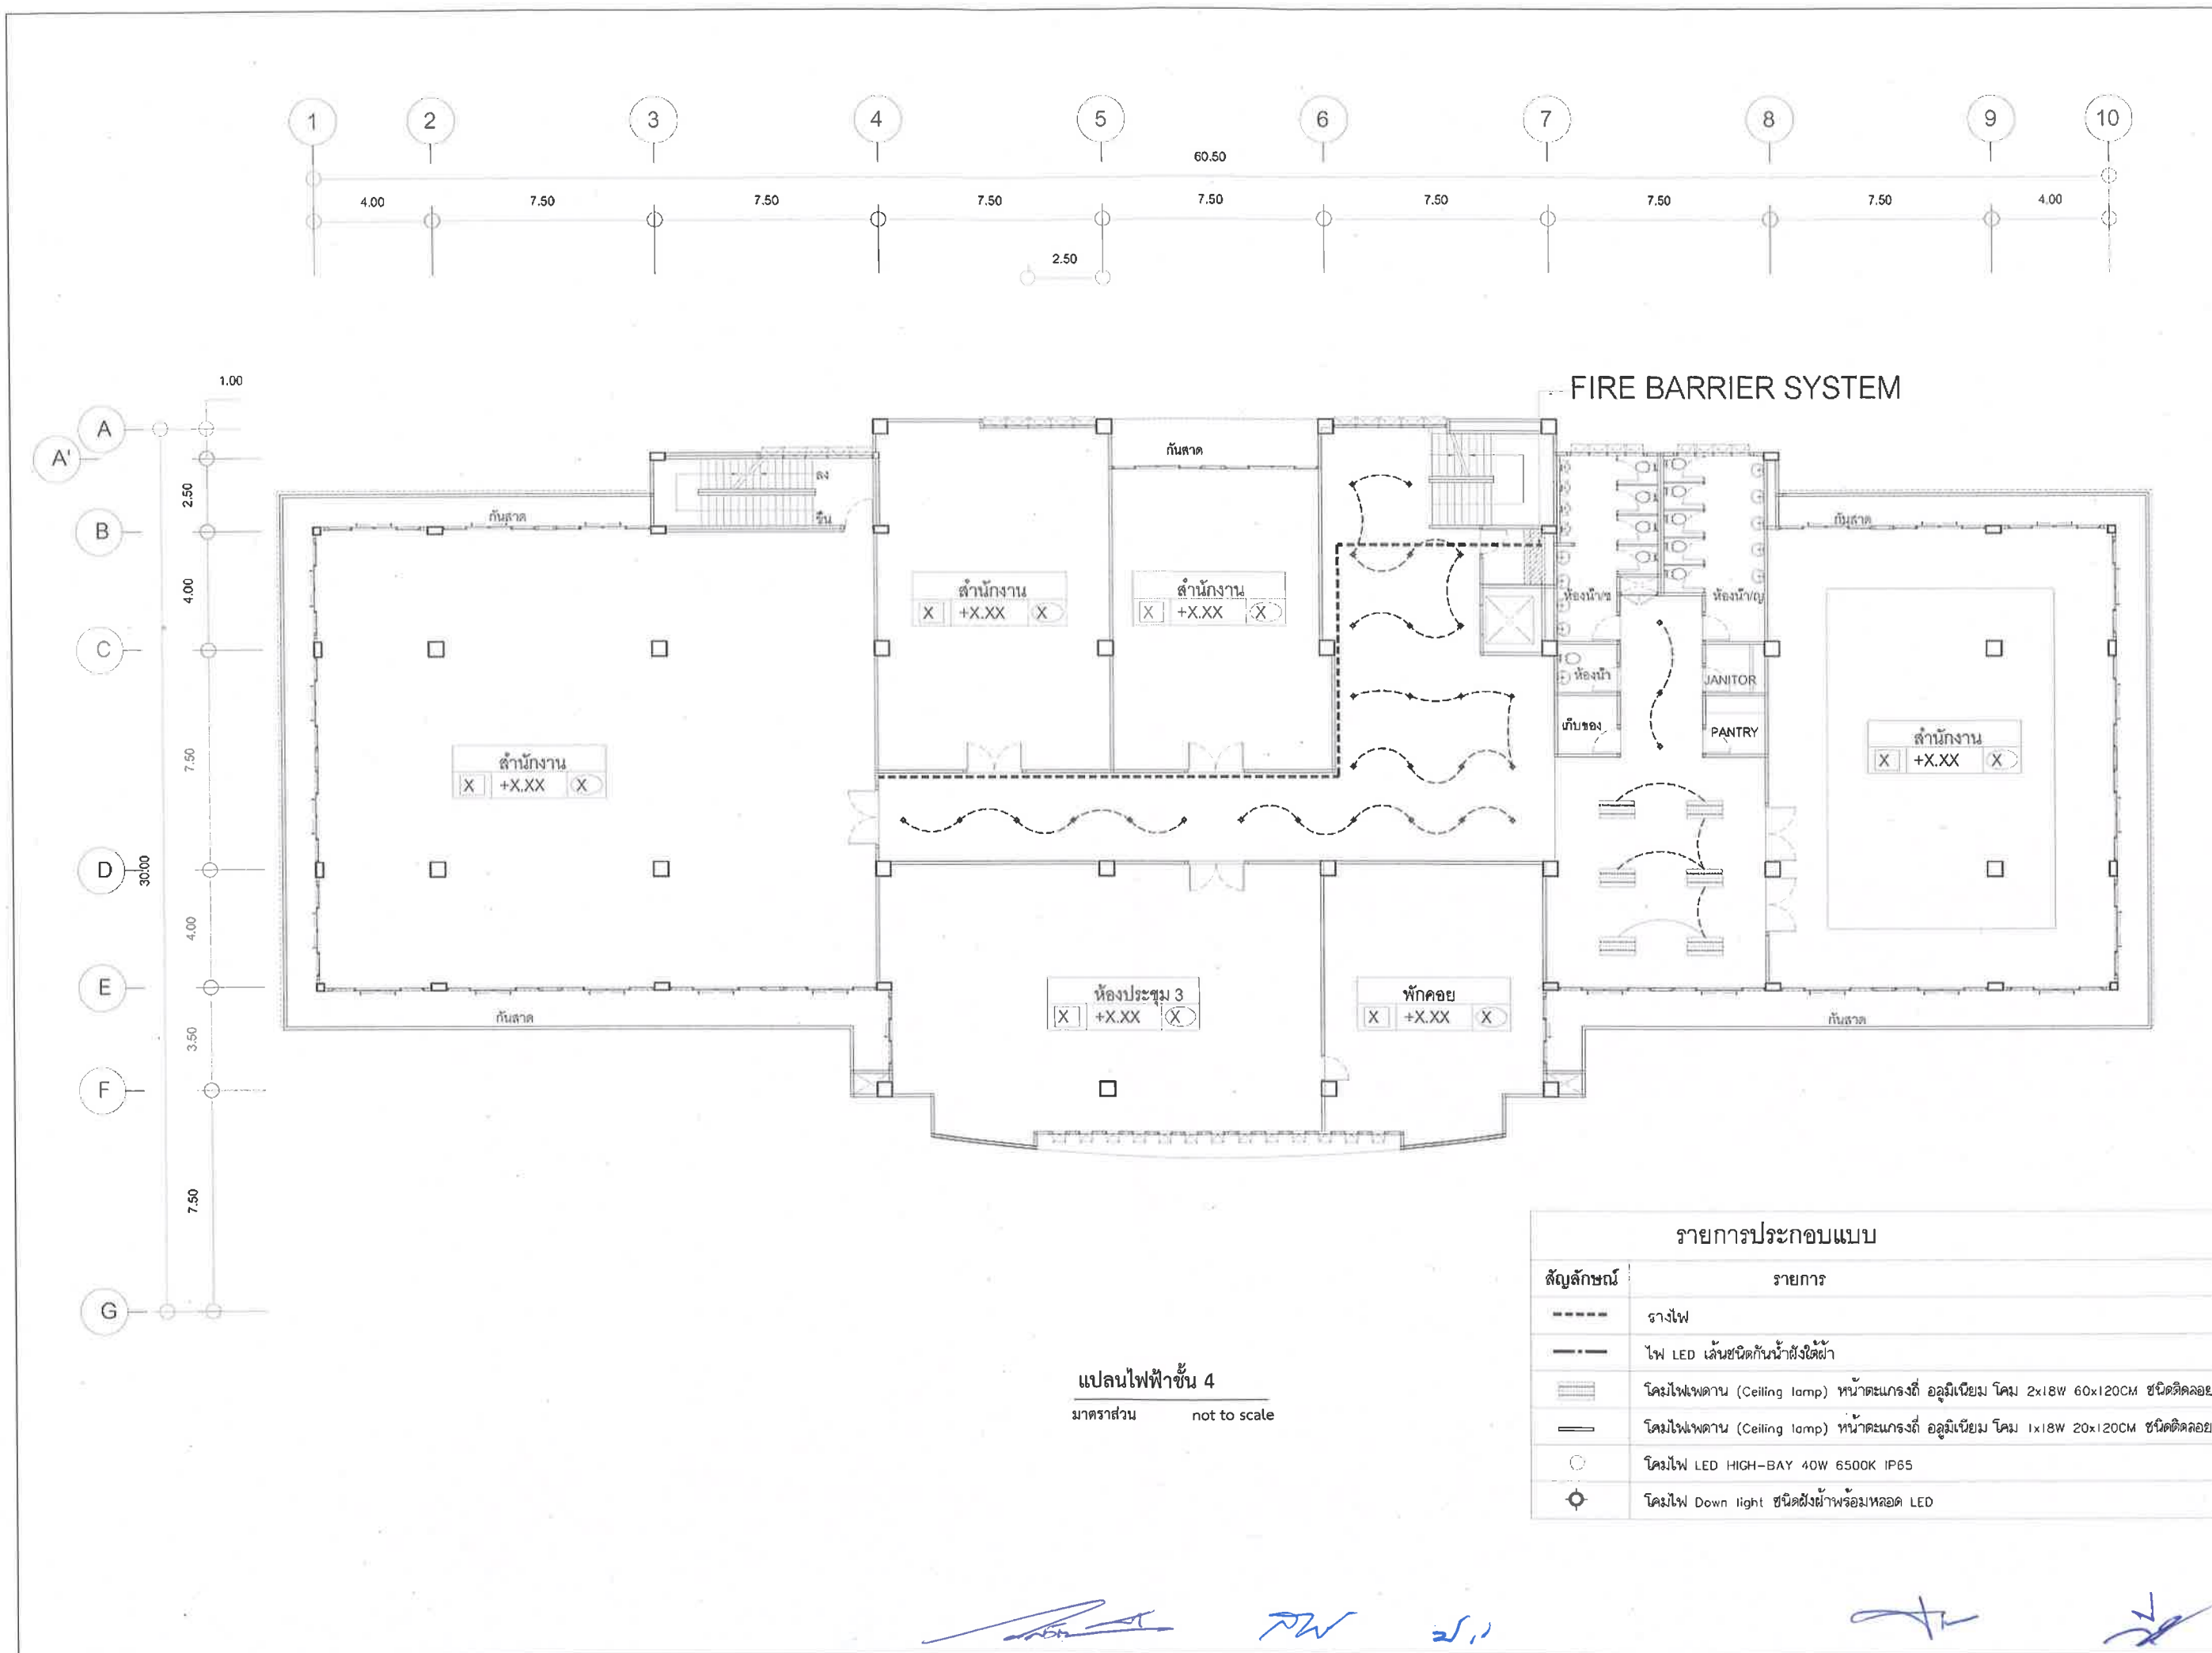 1 2 3 4 5 6 7 8 9 10
60.50
4.00 7.50 7.50 7.50 7.50 7.50 7.50 7.50 4.00
2.50
1.00
FIRE BARRIER SYSTEM
A
A'
2.50
B
4.00
C
7.50
D
30.00
4.00
E
3.50
F
7.50
G
กันสาด
ลง
ขึ้น
กันสาด
กันสาด
สำนักงาน
X +X.XX X
สำนักงาน
X +X.XX X
ห้องน้ำ/ช
ห้องน้ำ/ญ
ห้องน้ำ
JANITOR
เก็บของ
PANTRY
สำนักงาน
X +X.XX X
สำนักงาน
X +X.XX X
ห้องประชุม 3
X +X.XX X
พักคอย
X +X.XX X
กันสาด
กันสาด
แปลนไฟฟ้าชั้น 4
มาตราส่วน not to scale
รายการประกอบแบบ
สัญลักษณ์ รายการ
รางไฟ
ไฟ LED เส้นชนิดกันน้ำฝังใต้ฝ้า
โคมไฟเพดาน (Ceiling lamp) หน้าตะแกรงถี่ อลูมิเนียม โคม 2x18W 60x120CM ชนิดติดลอย
โคมไฟเพดาน (Ceiling lamp) หน้าตะแกรงถี่ อลูมิเนียม โคม 1x18W 20x120CM ชนิดติดลอย
โคมไฟ LED HIGH-BAY 40W 6500K IP65
โคมไฟ Down light ชนิดฝังฝ้าพร้อมหลอด LED